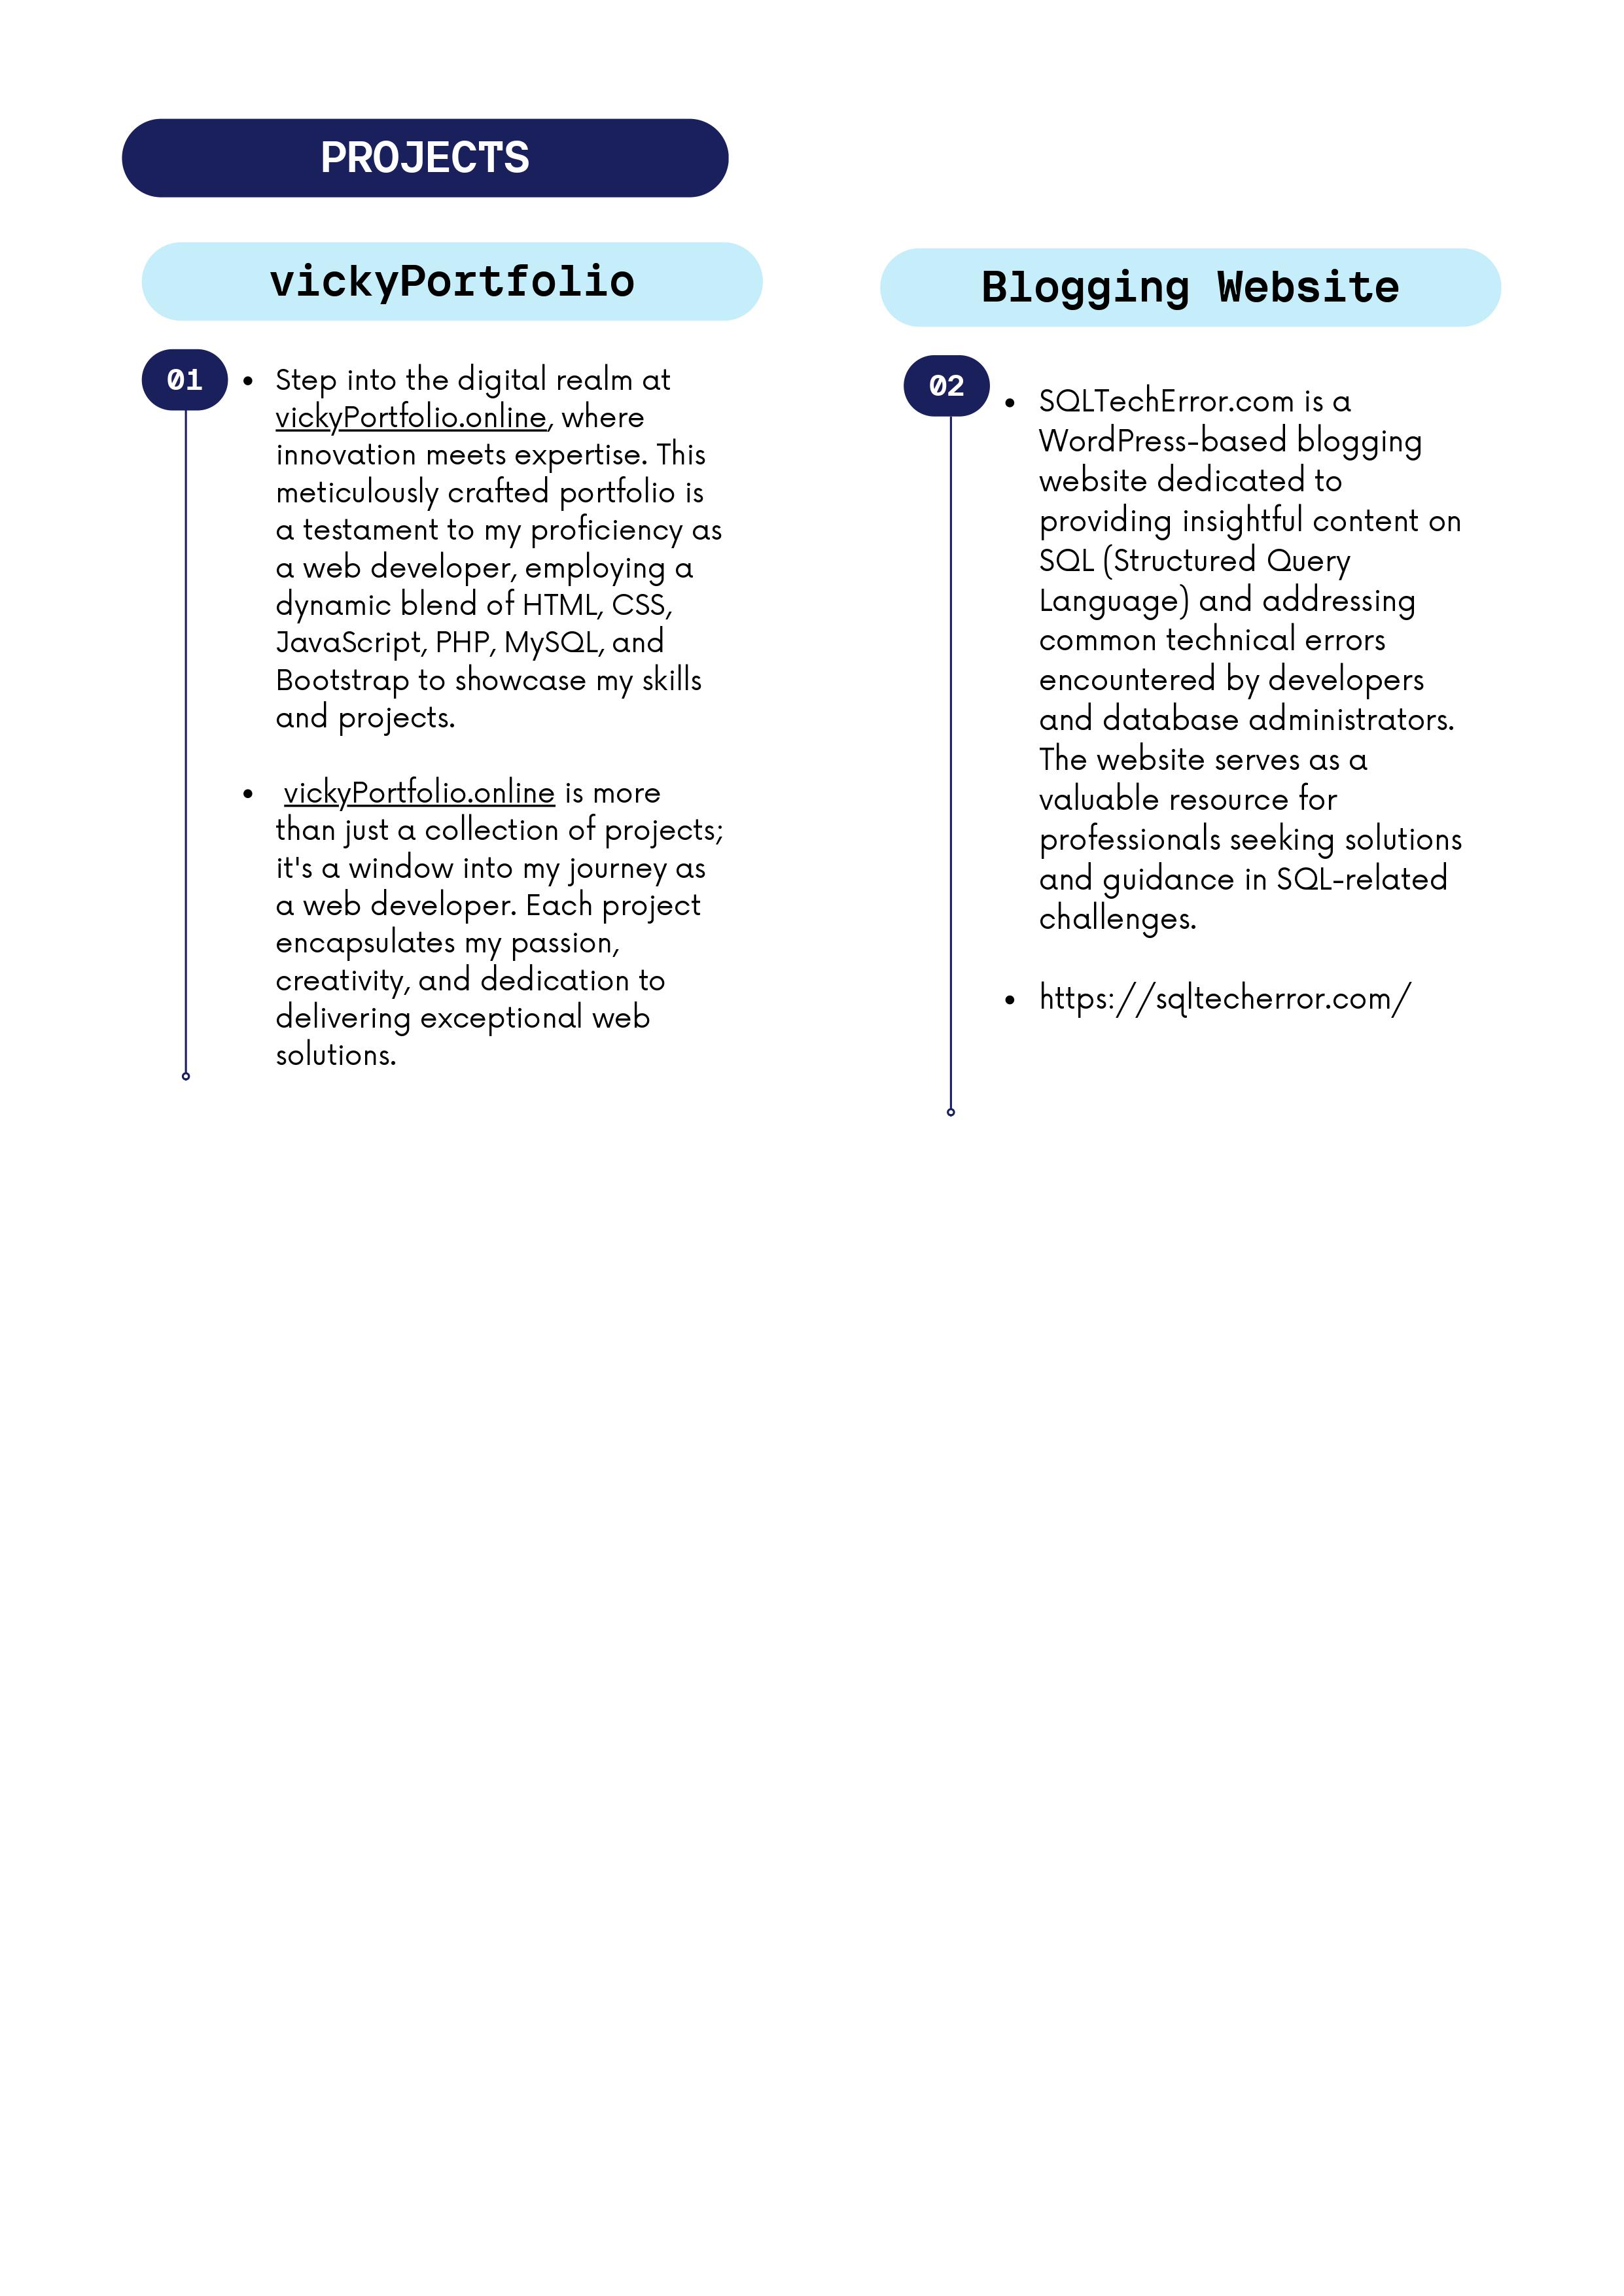 PROJECTS
vickyPortfolio
01
• Step into the digital realm at
vickyPortfolio.online, where
innovation meets expertise. This
meticulously crafted portfolio is
a testament to my proficiency as
a web developer, employing a
dynamic blend of HTML, CSS,
JavaScript, PHP, MySQL, and
Bootstrap to showcase my skills
and projects.
• vickyPortfolio.online is more
than just a collection of projects;
it's a window into my journey as
a web developer. Each project
encapsulates my passion,
creativity, and dedication to
delivering exceptional web
solutions.
Blogging Website
02
• SQLTechError.com is a
WordPress-based blogging
website dedicated to
providing insightful content on
SQL (Structured Query
Language) and addressing
common technical errors
encountered by developers
and database administrators.
The website serves as a
valuable resource for
professionals seeking solutions
and guidance in SQL-related
challenges.
• https://sqltecherror.com/